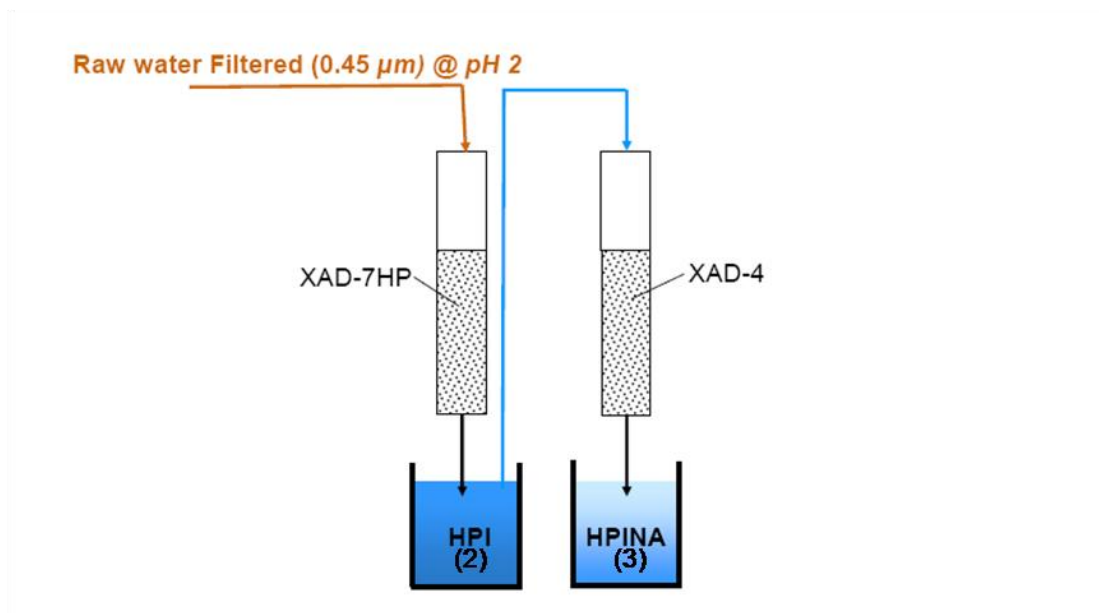 Raw water Filtered (0.45 µm) @ pH 2
XAD-7HP
XAD-4
HPI
(2)
HPINA
(3)